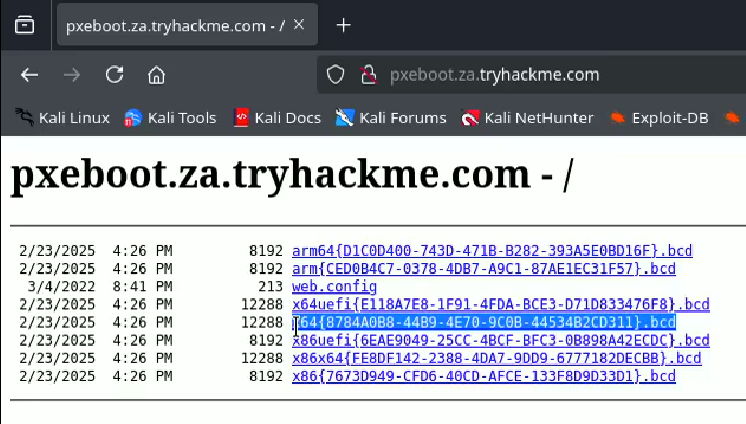 pxeboot.za.tryhackme.com - /
pxeboot.za.tryhackme.com
Kali Linux Kali Tools Kali Docs Kali Forums Kali NetHunter Exploit-DB
pxeboot.za.tryhackme.com - /
2/23/2025 4:26 PM 8192 arm64{D1C0D400-743D-471B-B282-393A5E0BD16F}.bcd
2/23/2025 4:26 PM 8192 arm{CED0B4C7-0378-4DB7-A9C1-87AE1EC31F57}.bcd
3/4/2022 8:41 PM 213 web.config
2/23/2025 4:26 PM 12288 x64uefi{E118A7E8-1F91-4FDA-BCE3-D71D833476F8}.bcd
2/23/2025 4:26 PM 12288 x64{8784A0B8-44B9-4E70-9C0B-44534B2CD311}.bcd
2/23/2025 4:26 PM 8192 x86uefi{6EAE9049-25CC-4BCF-BFC3-0B898A42ECDC}.bcd
2/23/2025 4:26 PM 12288 x86x64{FE8DF142-2388-4DA7-9DD9-6777182DECBB}.bcd
2/23/2025 4:26 PM 8192 x86{7673D949-CFD6-40CD-AFCE-133F8D9D33D1}.bcd